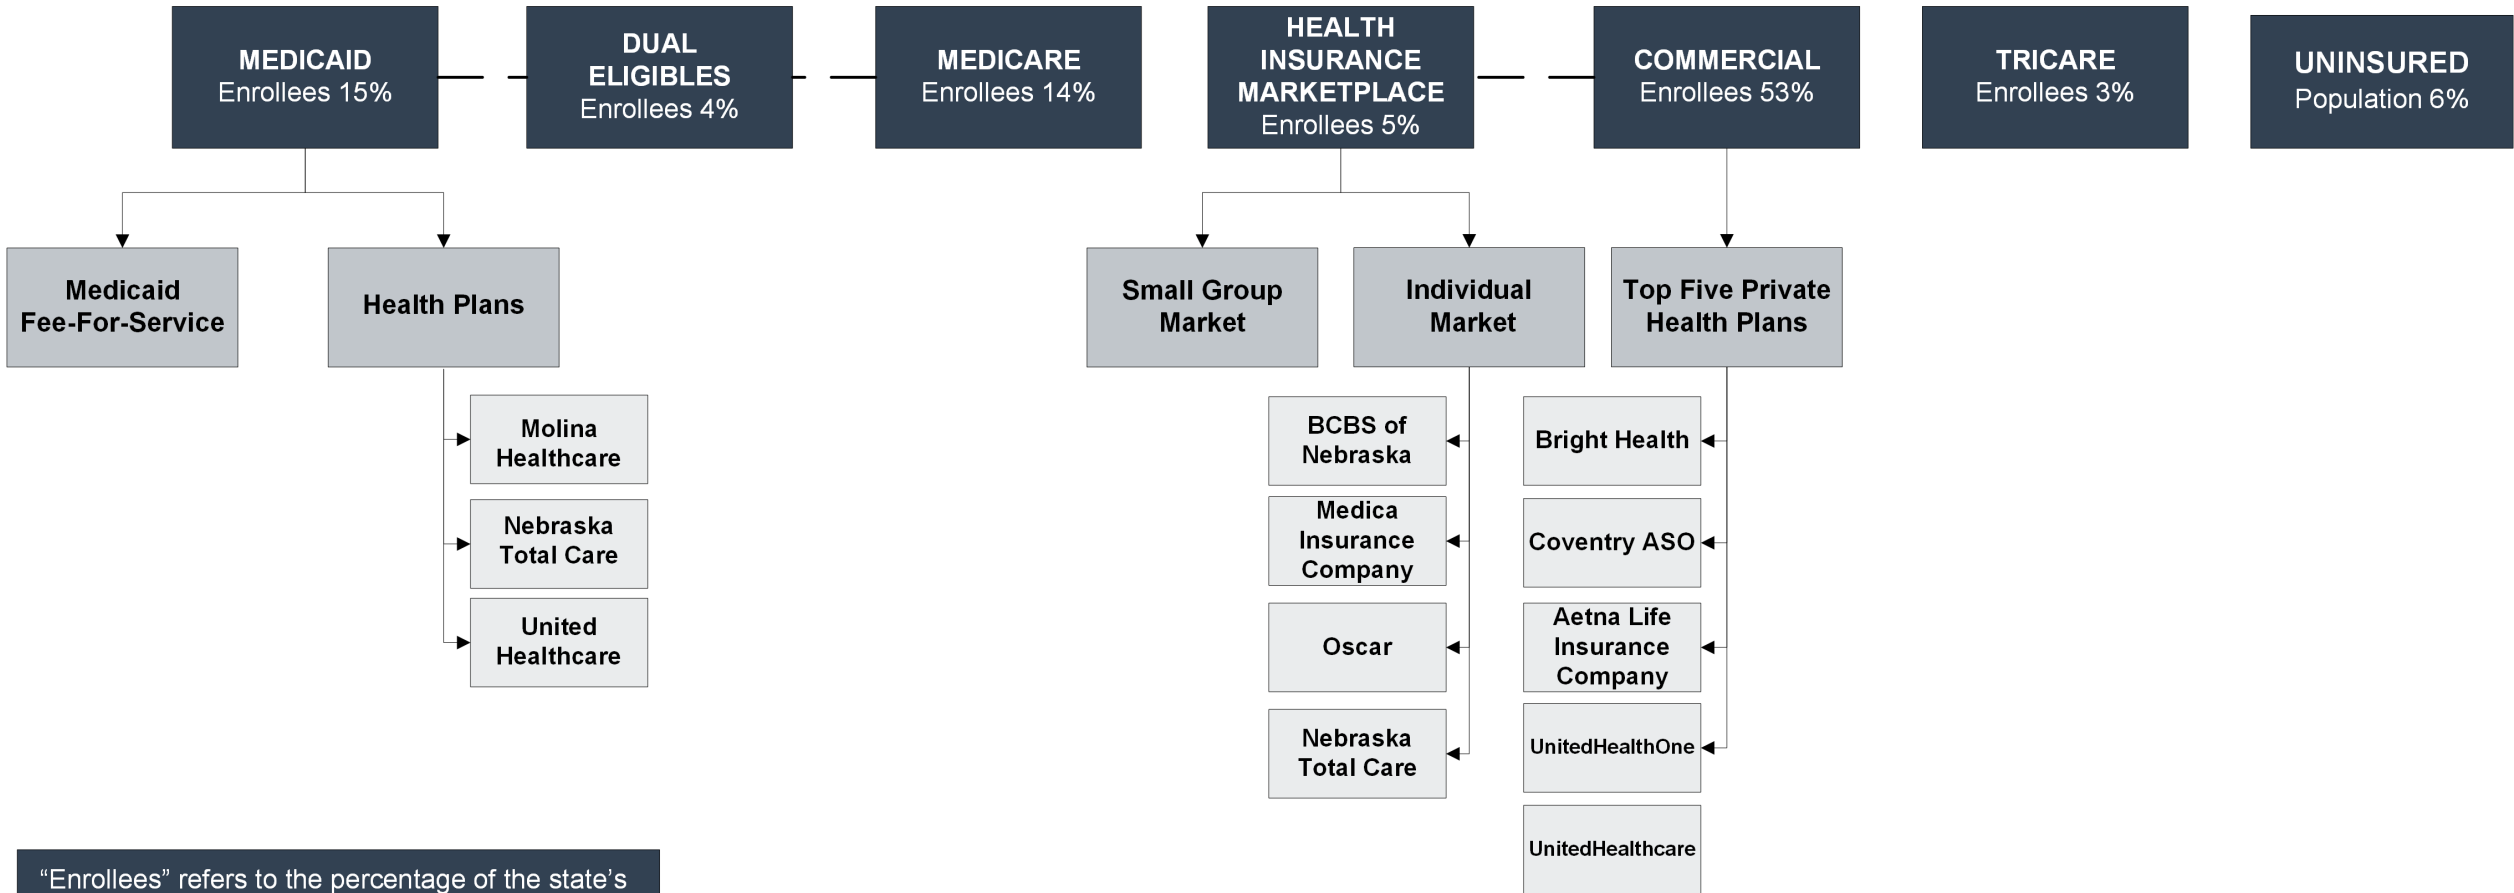 MEDICAID
Enrollees 15%
DUAL
ELIGIBLES
Enrollees 4%
MEDICARE
Enrollees 14%
HEALTH
INSURANCE
MARKETPLACE
Enrollees 5%
COMMERCIAL
Enrollees 53%
TRICARE
Enrollees 3%
UNINSURED
Population 6%
Medicaid
Fee-For-Service
Health Plans
Small Group
Market
Individual
Market
Top Five Private
Health Plans
Molina
Healthcare
Nebraska
Total Care
United
Healthcare
BCBS of
Nebraska
Medica
Insurance
Company
Oscar
Nebraska
Total Care
Bright Health
Coventry ASO
Aetna Life
Insurance
Company
UnitedHealthOne
UnitedHealthcare
“Enrollees” refers to the percentage of the state’s